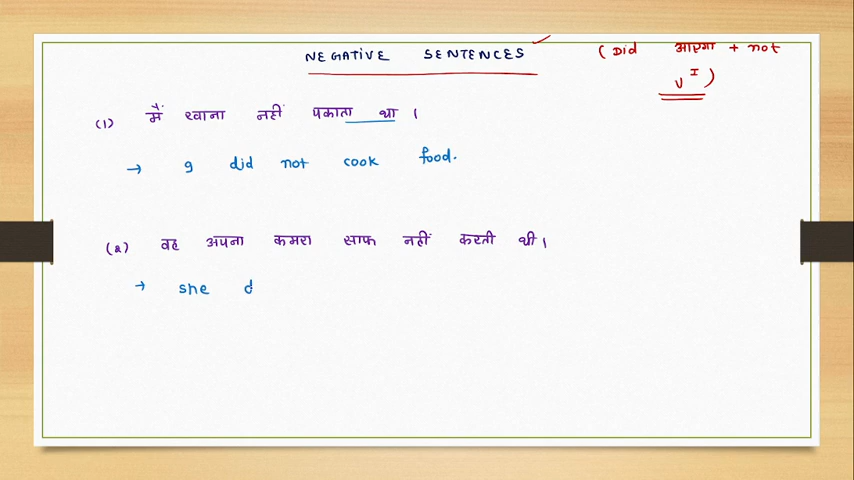 NEGATIVE SENTENCES
(Did आएगा + not
V I)
(1) मैं खाना नहीं पकाता था।
→ I did not cook food.
(2) वह अपना कमरा साफ नहीं करती थी।
→ she d